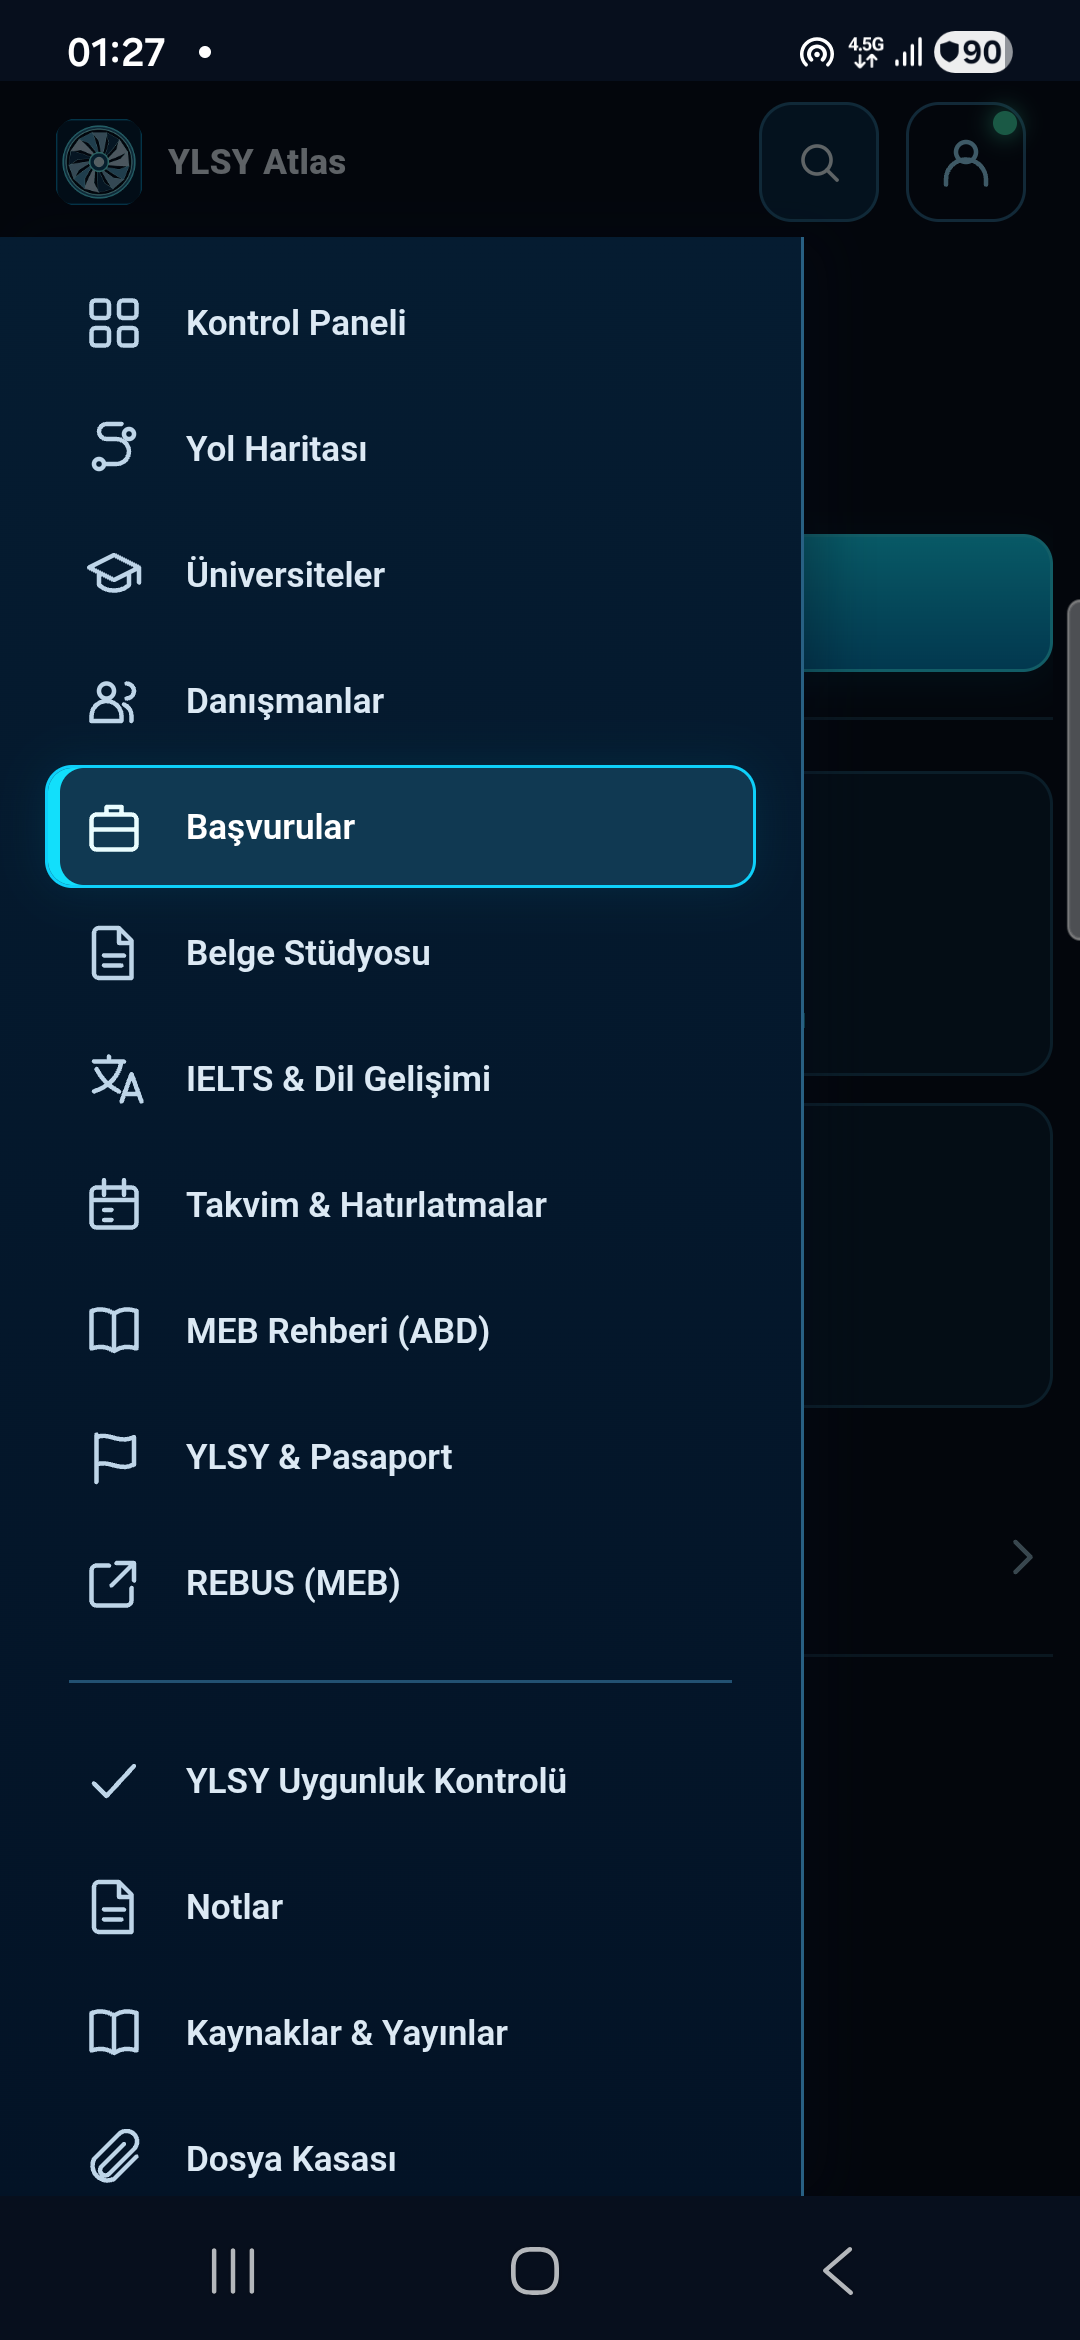 01:27
4.5G
90
YLSY Atlas
Kontrol Paneli
Yol Haritası
Üniversiteler
Danışmanlar
Başvurular
Belge Stüdyosu
IELTS & Dil Gelişimi
Takvim & Hatırlatmalar
MEB Rehberi (ABD)
YLSY & Pasaport
REBUS (MEB)
YLSY Uygunluk Kontrolü
Notlar
Kaynaklar & Yayınlar
Dosya Kasası